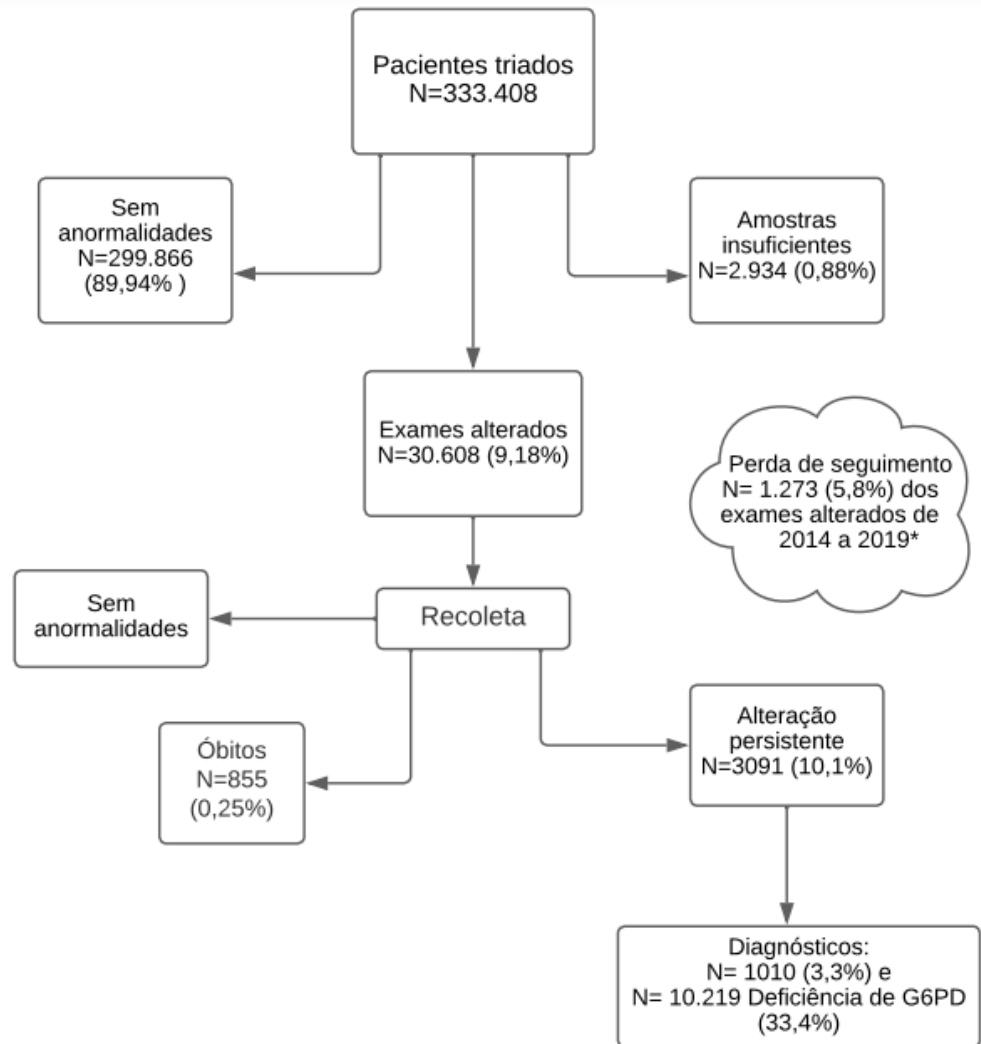 Pacientes triados
N=333.408
Sem
anormalidades
N=299.866
(89,94% )
Amostras
insuficientes
N=2.934 (0,88%)
Exames alterados
N=30.608 (9,18%)
Perda de seguimento
N= 1.273 (5,8%) dos
exames alterados de
2014 a 2019*
Sem
anormalidades
Recoleta
Óbitos
N=855
(0,25%)
Alteração
persistente
N=3091 (10,1%)
Diagnósticos:
N= 1010 (3,3%) e
N= 10.219 Deficiência de G6PD
(33,4%)